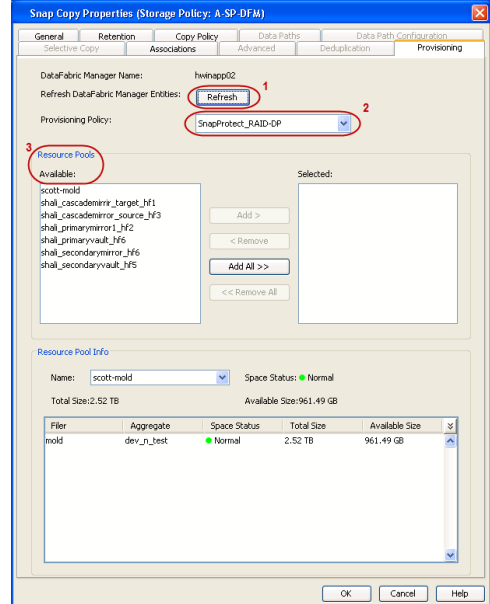 Snap Copy Properties (Storage Policy: A-SP-DFM)
General Retention Copy Policy Data Paths Data Path Configuration
Selective Copy Associations Advanced Deduplication Provisioning
DataFabric Manager Name: hwinapp02
Refresh DataFabric Manager Entities: Refresh 1
Provisioning Policy: SnapProtect_RAID-DP 2
3
Resource Pools
Available: Selected:
scott-mold
shali_cascademirrir_target_hf1
shali_cascademirror_source_hf3
shali_primarymirror1_hf2
shali_primaryvault_hf6
shali_secondarymirror_hf6
shali_secondaryvault_hf5
Add >
< Remove
Add All >>
<< Remove All
Resource Pool Info
Name: scott-mold Space Status: Normal
Total Size:2.52 TB Available Size:961.49 GB
Filer Aggregate Space Status Total Size Available Size
mold dev_n_test Normal 2.52 TB 961.49 GB
OK Cancel Help